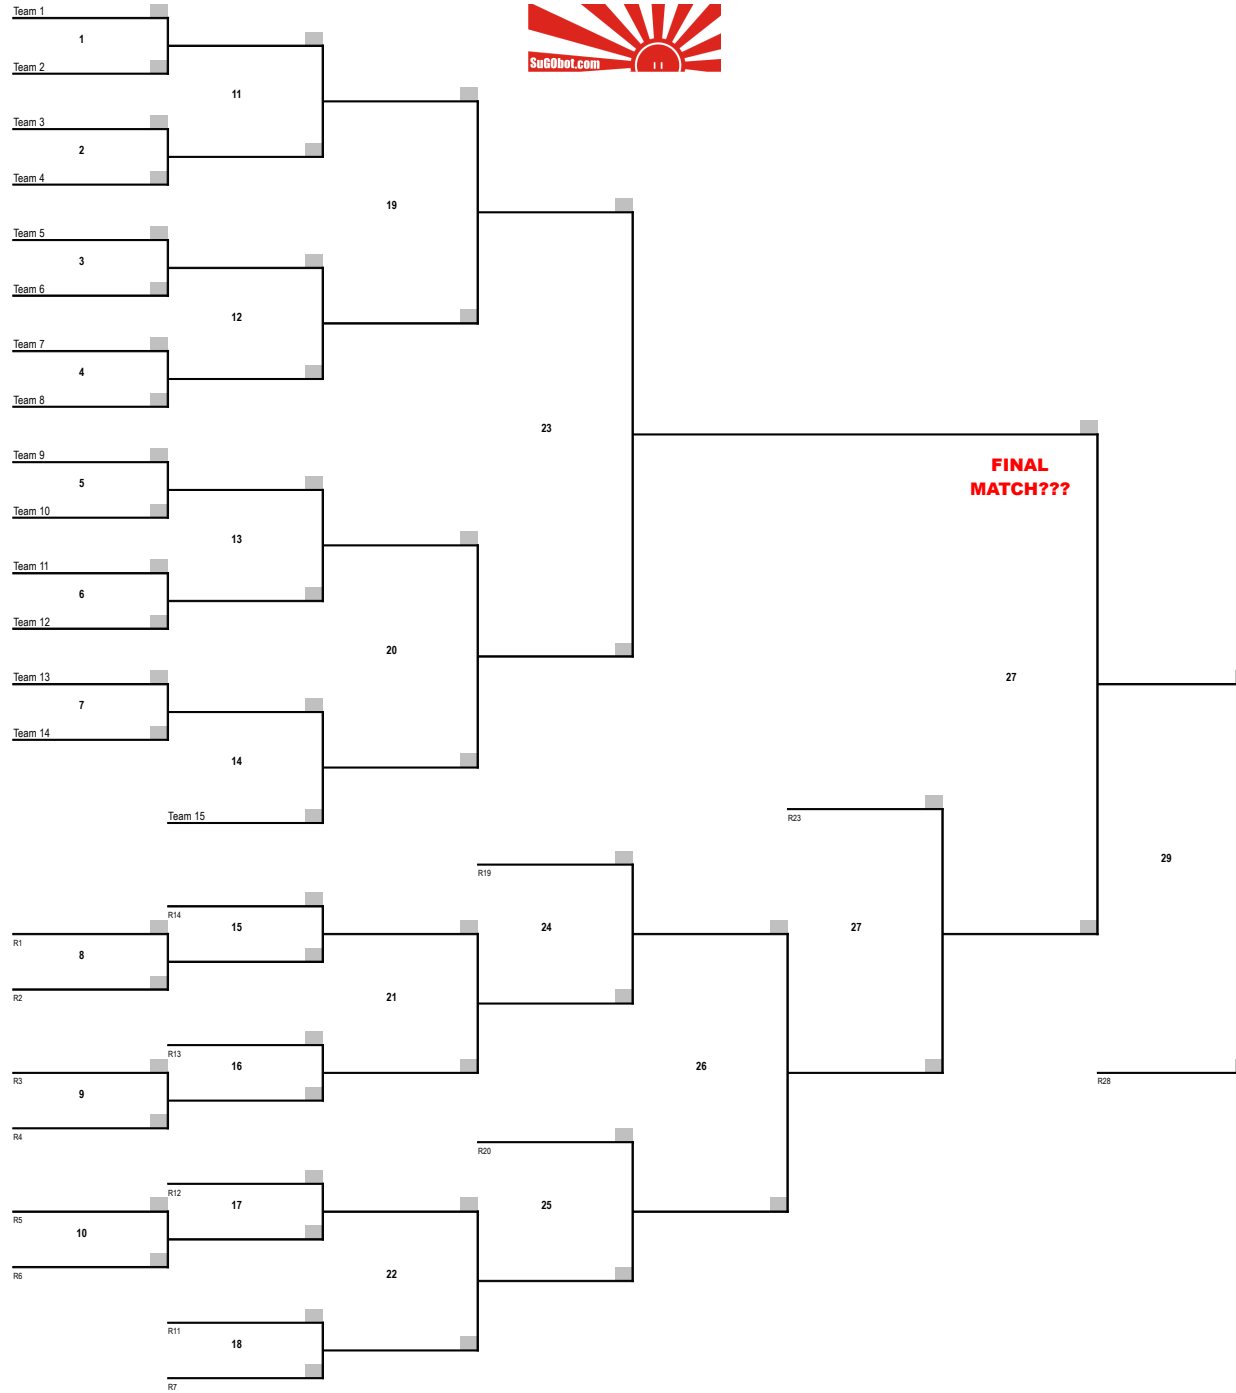 Team 1
SuGObot.com
1
Team 2
11
Team 3
2
Team 4
19
Team 5
3
Team 6
12
Team 7
4
Team 8
23
Team 9
FINAL
MATCH???
5
Team 10
13
Team 11
6
Team 12
20
Team 13
27
7
Team 14
14
Team 15
R23
29
R19
R14
15
24
27
R1
8
R2
21
R13
16
26
R3
R28
9
R4
R20
R12
17
25
R5
10
R6
22
R11
18
R7